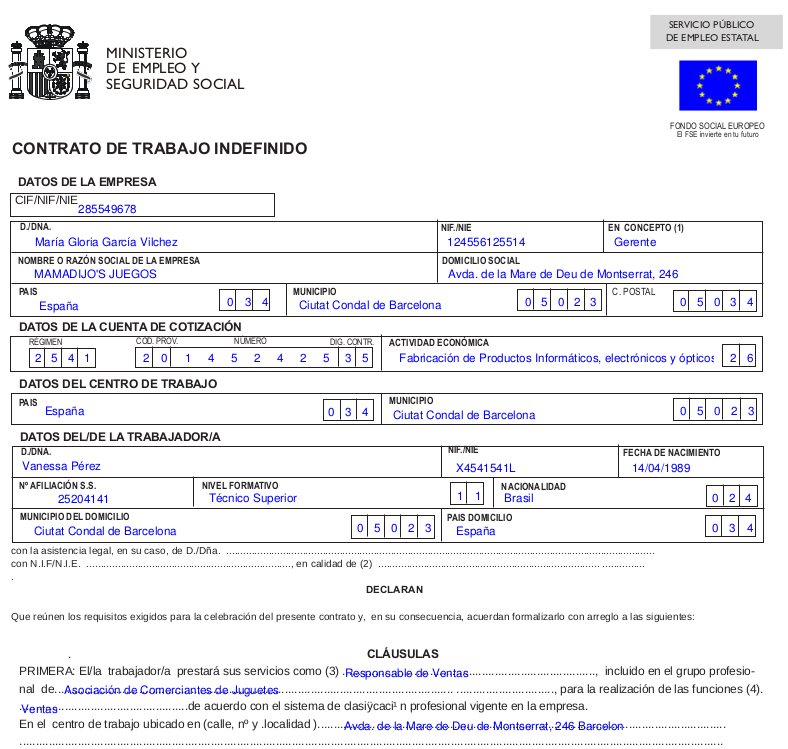 SERVICIO PÚBLICO
DE EMPLEO ESTATAL
MINISTERIO
DE EMPLEO Y
SEGURIDAD SOCIAL
FONDO SOCIAL EUROPEO
El FSE invierte en tu futuro
CONTRATO DE TRABAJO INDEFINIDO
DATOS DE LA EMPRESA
CIF/NIF/NIE 285549678
D./DNA. NIF./NIE EN CONCEPTO (1)
María Gloria García Vilchez 124556125514 Gerente
NOMBRE O RAZÓN SOCIAL DE LA EMPRESA DOMICILIO SOCIAL
MAMADIJO'S JUEGOS Avda. de la Mare de Deu de Montserrat, 246
PAIS MUNICIPIO C. POSTAL
España 0 3 4 Ciutat Condal de Barcelona 0 5 0 2 3 0 5 0 3 4
DATOS DE LA CUENTA DE COTIZACIÓN
RÉGIMEN COD. PROV. NÚMERO DIG. CONTR. ACTIVIDAD ECONÓMICA
2 5 4 1 2 0 1 4 5 2 4 2 5 3 5 Fabricación de Productos Informáticos, electrónicos y ópticos 2 6
DATOS DEL CENTRO DE TRABAJO
PAIS MUNICIPIO
España 0 3 4 Ciutat Condal de Barcelona 0 5 0 2 3
DATOS DEL/DE LA TRABAJADOR/A
D./DNA. NIF./NIE FECHA DE NACIMIENTO
Vanessa Pérez X4541541L 14/04/1989
Nº AFILIACIÓN S.S. NIVEL FORMATIVO NACIONALIDAD
25204141 Técnico Superior 1 1 Brasil 0 2 4
MUNICIPIO DEL DOMICILIO PAIS DOMICILIO
Ciutat Condal de Barcelona 0 5 0 2 3 España 0 3 4
con la asistencia legal, en su caso, de D./Dña. ..........
con N.I.F/N.I.E. .........., en calidad de (2) ..........
.
DECLARAN
Que reúnen los requisitos exigidos para la celebración del presente contrato y, en su consecuencia, acuerdan formalizarlo con arreglo a las siguientes:
. CLÁUSULAS
PRIMERA: El/la trabajador/a prestará sus servicios como (3) .Responsable de Ventas.........., incluido en el grupo profesio-
nal de...Asociación de Comerciantes de Juguetes.........., para la realización de las funciones (4).
Ventas..........de acuerdo con el sistema de clasiÿcaci¹ n profesional vigente en la empresa.
En el centro de trabajo ubicado en (calle, nº y .localidad )..........Avda. de la Mare de Deu de Montserrat, 246 Barcelon..........
..........